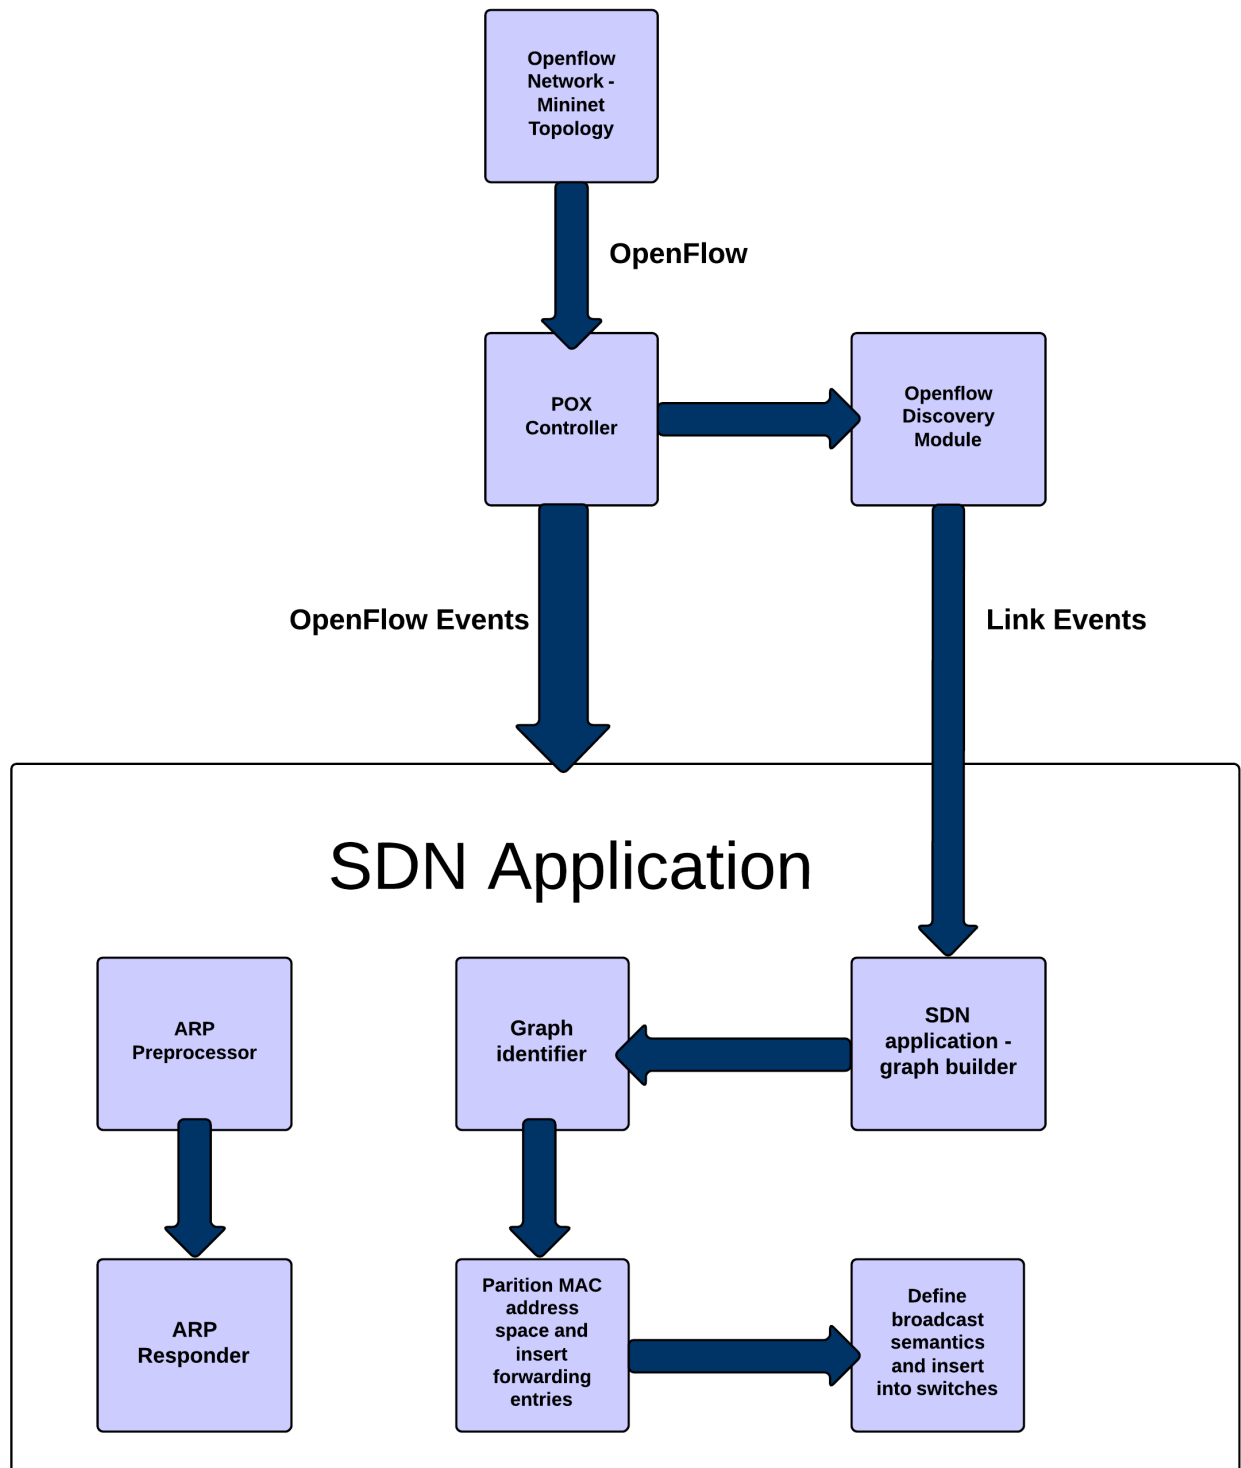 Openflow
Network -
Mininet
Topology
OpenFlow
POX
Controller
Openflow
Discovery
Module
OpenFlow Events
Link Events
SDN Application
ARP
Preprocessor
Graph
identifier
SDN
application -
graph builder
ARP
Responder
Parition MAC
address
space and
insert
forwarding
entries
Define
broadcast
semantics
and insert
into switches